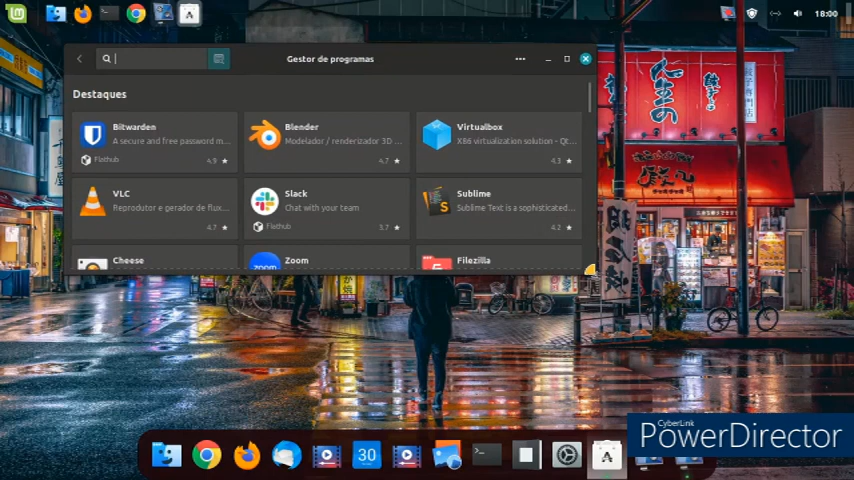 18:00
Gestor de programas
Destaques
Bitwarden
A secure and free password m...
Flathub
4.9 ★
Blender
Modelador / renderizador 3D ...
4.7 ★
Virtualbox
X86 virtualization solution - Qt...
4.3 ★
VLC
Reprodutor e gerador de flux...
4.7 ★
Slack
Chat with your team
Flathub
3.7 ★
Sublime
Sublime Text is a sophisticated...
4.2 ★
Cheese
zoom
Zoom
Filezilla
30
CyberLink
PowerDirector